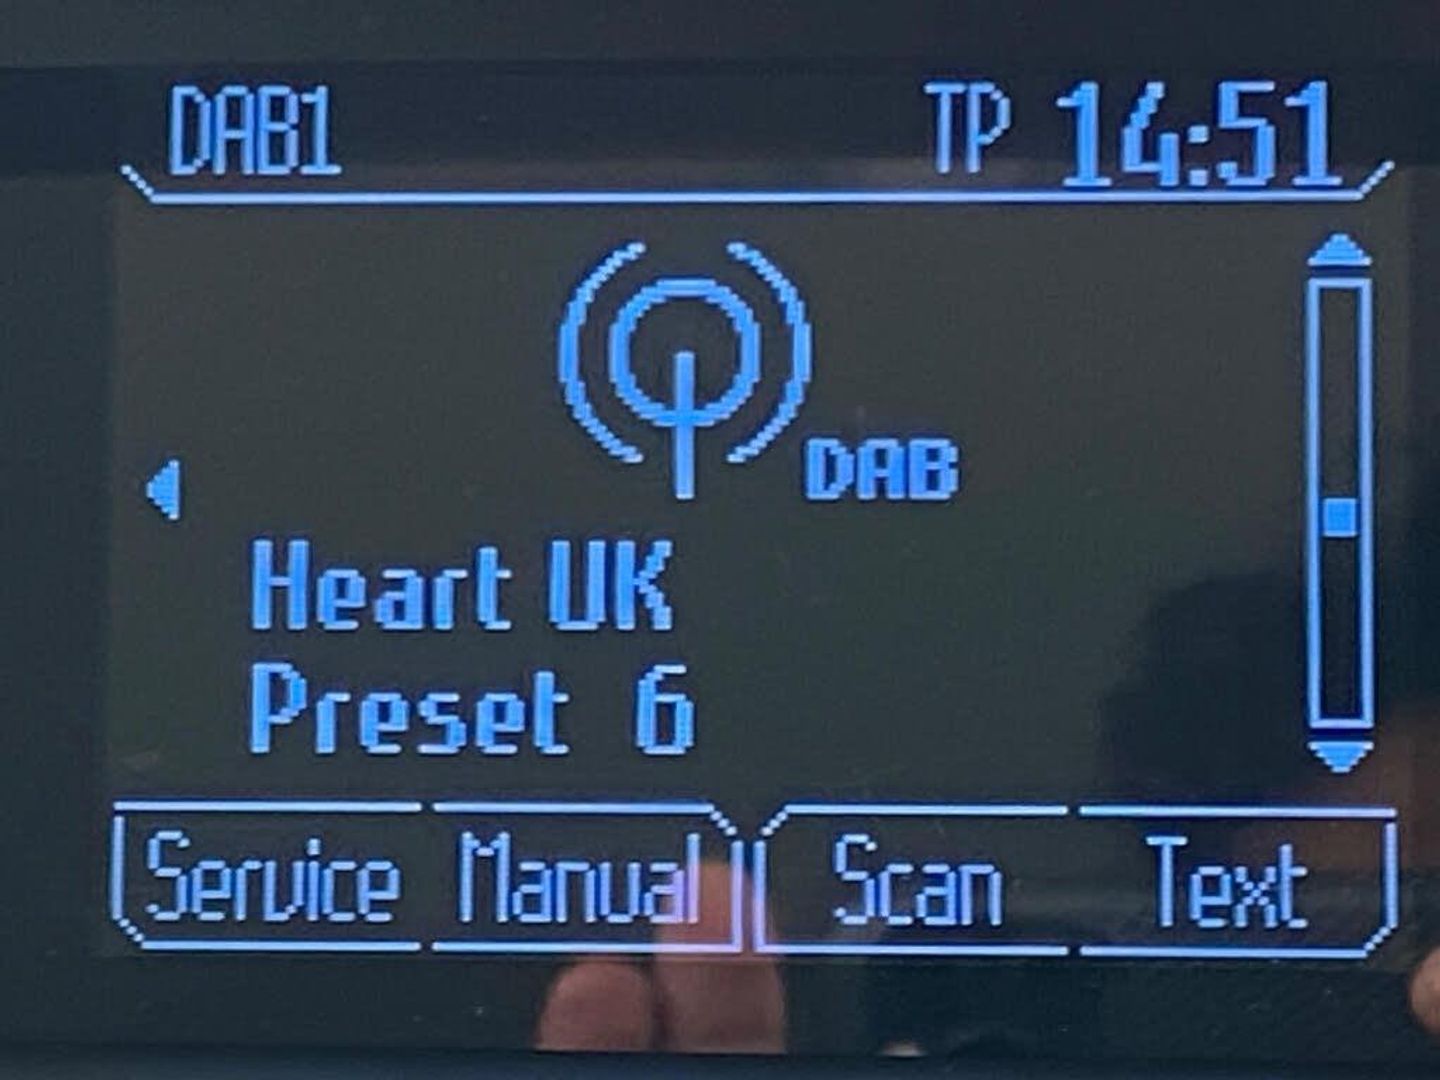 DAB1 TP 14:51
DAB
Heart UK
Preset 6
Service Manual Scan Text